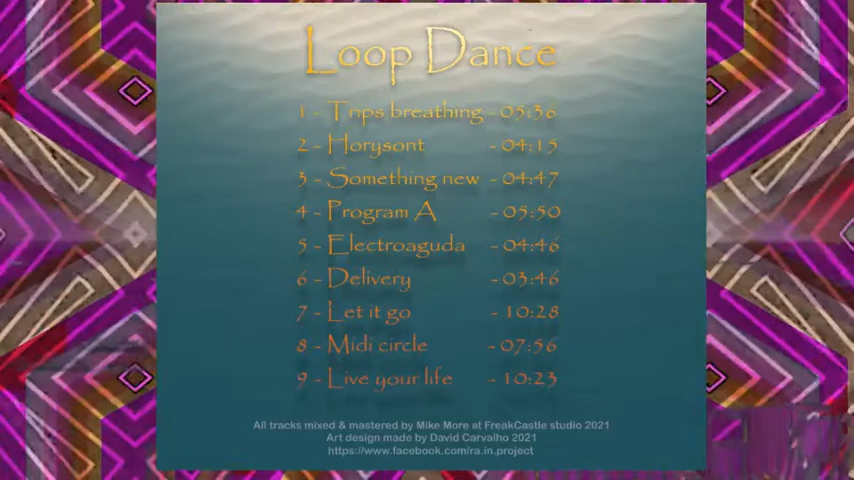 Loop Dance
1 - Trips breathing - 05:36
2 - Horysont - 04:15
3 - Something new - 04:47
4 - Program A - 05:50
5 - Electroaguda - 04:46
6 - Delivery - 03:46
7 - Let it go - 10:28
8 - Midi circle - 07:56
9 - Live your life - 10:23
All tracks mixed & mastered by Mike More at FreakCastle studio 2021
Art design made by David Carvalho 2021
https://www.facebook.com/ra.in.project